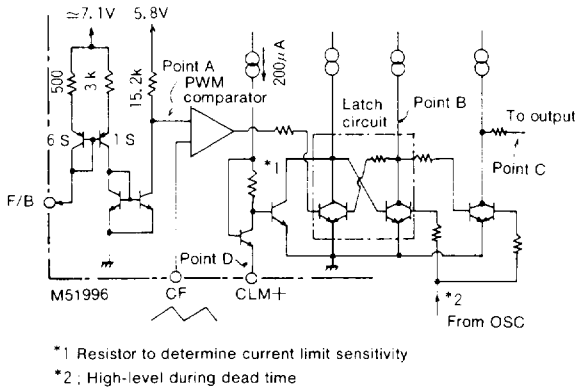 ≃7.1V
5.8V
500
3k
15.2k
Point A
PWM
comparator
200μA
Latch
circuit
Point B
To output
Point C
6 S
1 S
*1
F/B
Point D
M51996
CF
CLM+
*2
From OSC
*1 Resistor to determine current limit sensitivity
*2 ; High-level during dead time